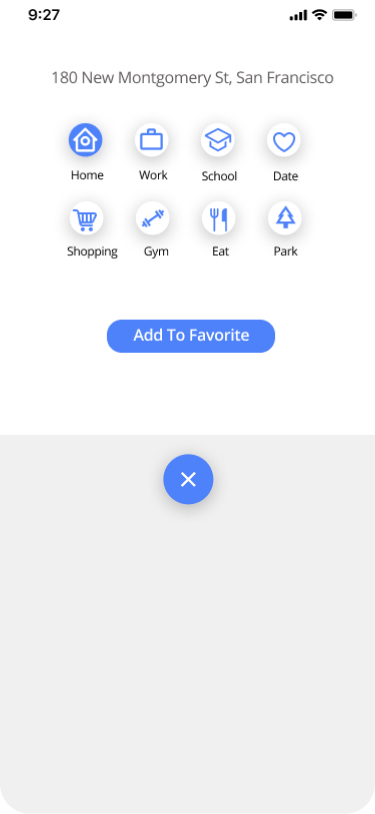 9:27
180 New Montgomery St, San Francisco
Home Work School Date
Shopping Gym Eat Park
Add To Favorite